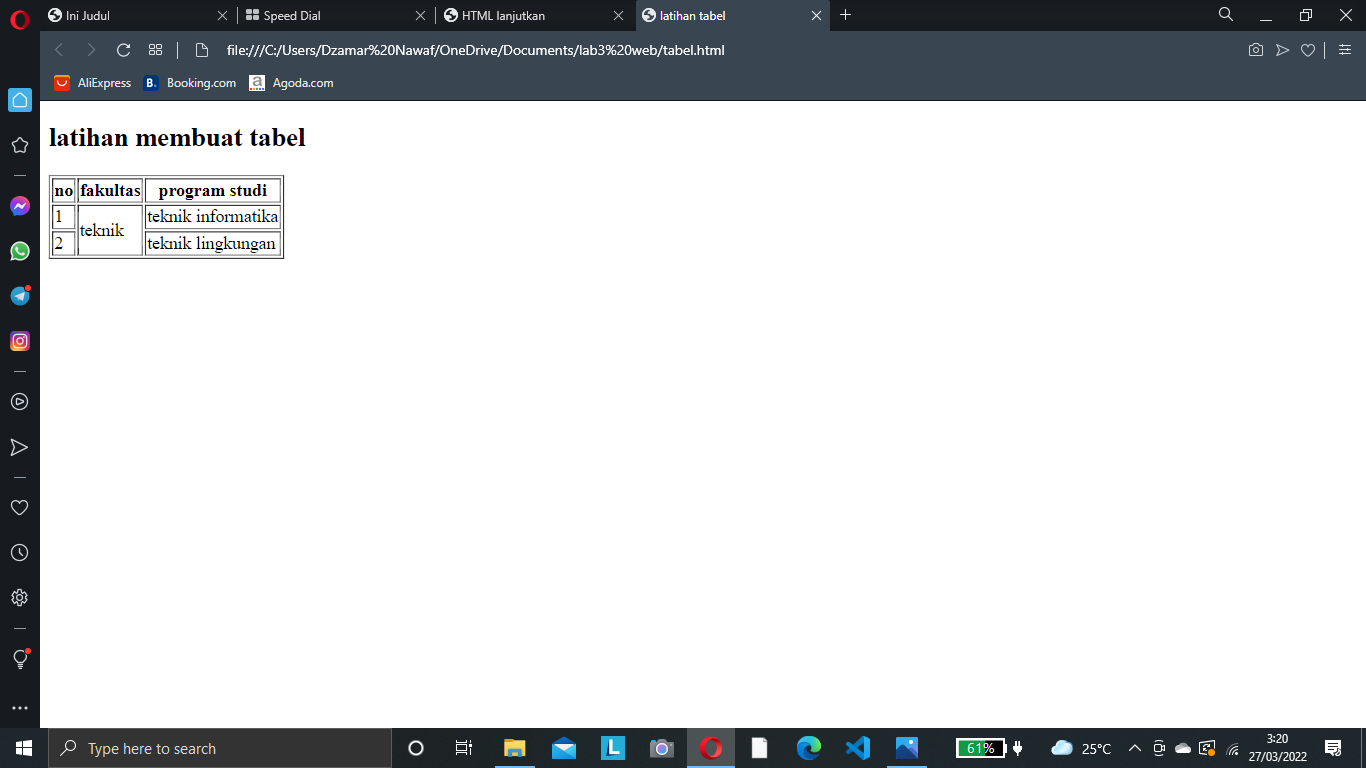 Ini Judul
Speed Dial
HTML lanjutkan
latihan tabel
file:///C:/Users/Dzamar%20Nawaf/OneDrive/Documents/lab3%20web/tabel.html
AliExpress B. Booking.com a Agoda.com
latihan membuat tabel
no fakultas program studi
1 teknik teknik informatika
2 teknik lingkungan
Type here to search
L
61%
25°C
3:20
27/03/2022